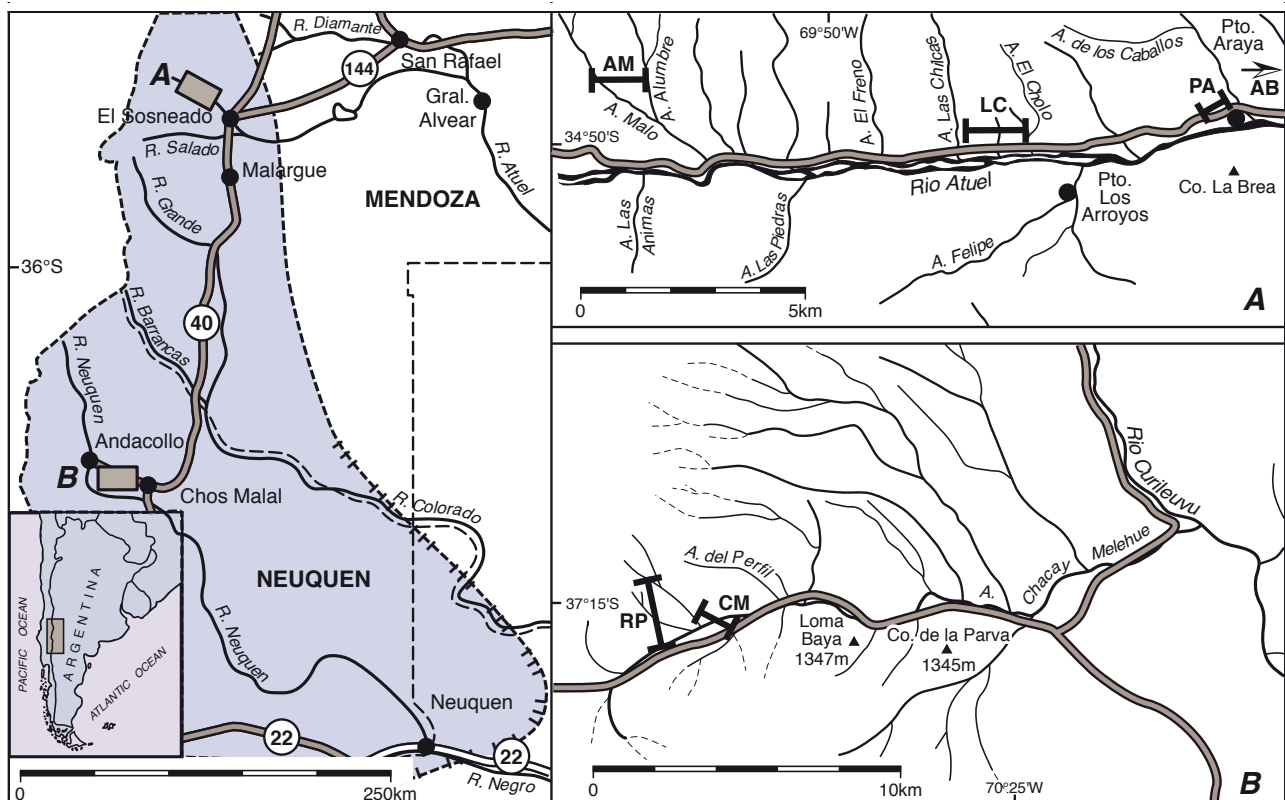 R. Diamante
San Rafael
144
A
El Sosneado
Gral.
Alvear
R. Salado
Malargue
R. Atuel
R. Grande
MENDOZA
36°S
R. Barrancas
40
R. Neuquen
Andacollo
B
Chos Malal
R. Colorado
NEUQUEN
R. Neuquen
Neuquen
22
22
R. Negro
PACIFIC OCEAN
ARGENTINA
ATLANTIC OCEAN
0
250km
69°50'W
AM
A. Alumbre
A. Malo
A. El Freno
A. Las Chilcas
A. El Cholo
LC
A. de los Caballos
Pto.
Araya
PA
AB
34°50'S
Rio Atuel
Co. La Brea
Pto.
Los
Arroyos
A. Las
Animas
A. Las Piedras
A. Felipe
0
5km
A
Rio Curileuvu
A. del Perfil
Chacay
Melehue
A.
37°15'S
RP
CM
Loma
Baya
1347m
Co. de la Parva
1345m
0
10km
70°25'W
B